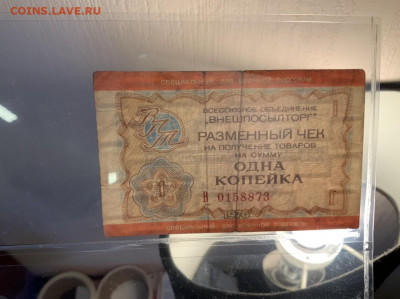 COINS.LAVE.RU
ВСЕСОЮЗНОЕ ОБЪЕДИНЕНИЕ
„ВНЕШПОСЫЛТОРГ"
РАЗМЕННЫЙ ЧЕК
НА ПОЛУЧЕНИЕ ТОВАРОВ
НА СУММУ
ОДНА
КОПЕЙКА
1
В 0158873
1976